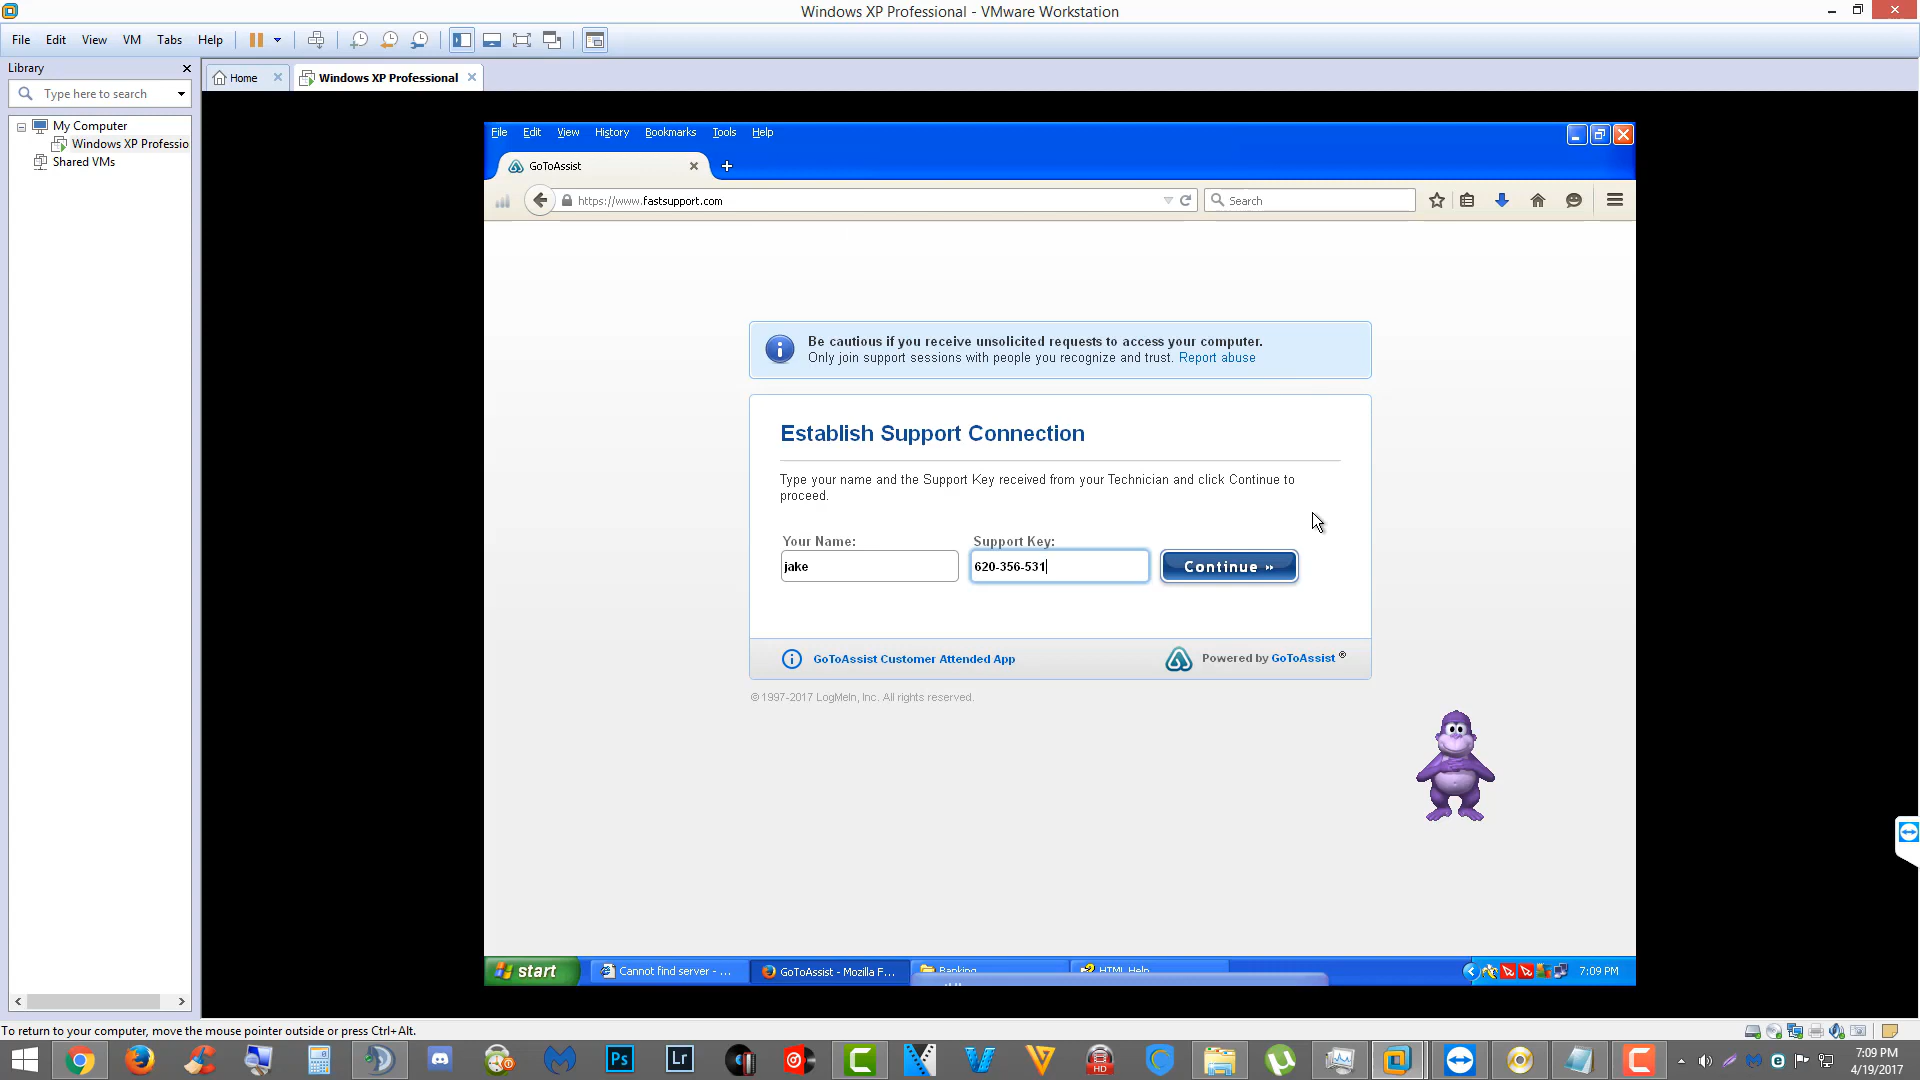 Windows XP Professional - VMware Workstation
File Edit View VM Tabs Help
Library
Type here to search
My Computer
Windows XP Professio
Shared VMs
Home
Windows XP Professional
File Edit View History Bookmarks Tools Help
GoToAssist
https://www.fastsupport.com
Search
Be cautious if you receive unsolicited requests to access your computer.
Only join support sessions with people you recognize and trust. Report abuse
Establish Support Connection
Type your name and the Support Key received from your Technician and click Continue to
proceed.
Your Name: Support Key:
jake 620-356-531 Continue »
GoToAssist Customer Attended App
Powered by GoToAssist ®
© 1997-2017 LogMeIn, Inc. All rights reserved.
start
Cannot find server - ...
GoToAssist - Mozilla F...
Banking
HTML Help
7:09 PM
To return to your computer, move the mouse pointer outside or press Ctrl+Alt.
Ps
Lr
HD
7:09 PM
4/19/2017